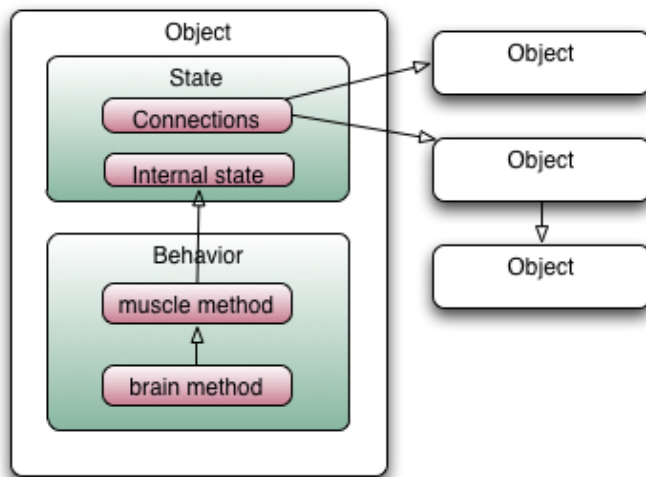 Object
State
Connections
Internal state
Behavior
muscle method
brain method
Object
Object
Object